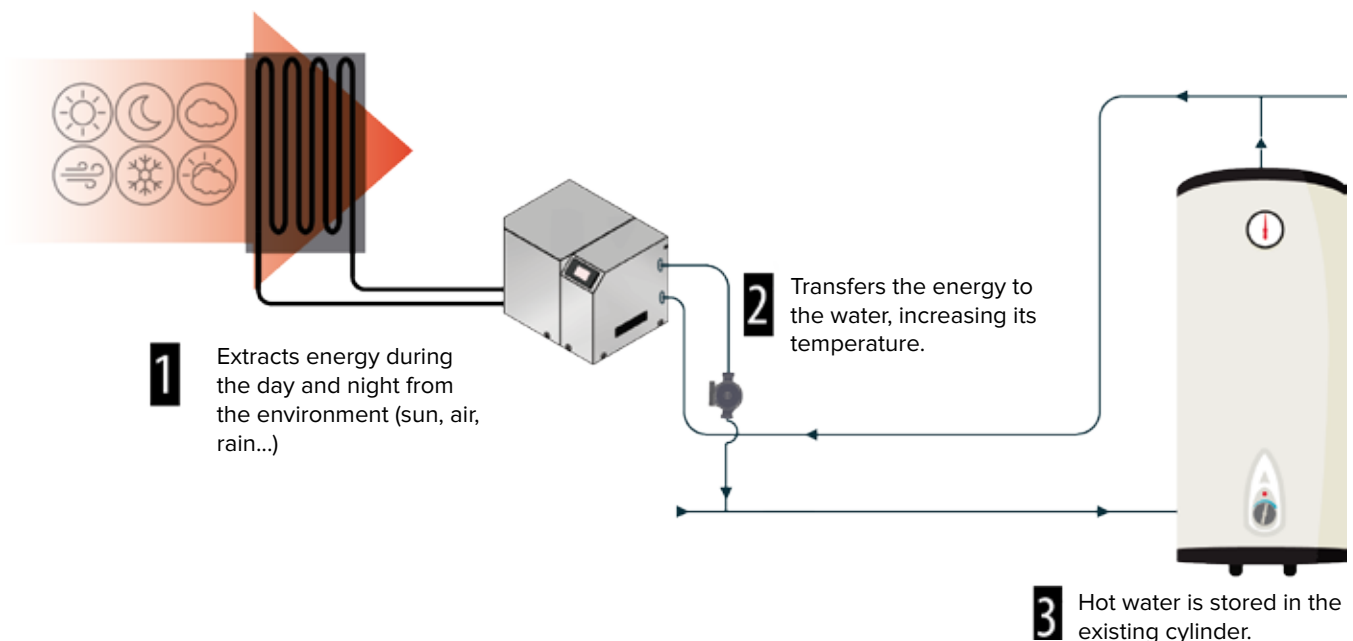 1
Extracts energy during
the day and night from
the environment (sun, air,
rain...)
2
Transfers the energy to
the water, increasing its
temperature.
3
Hot water is stored in the
existing cylinder.